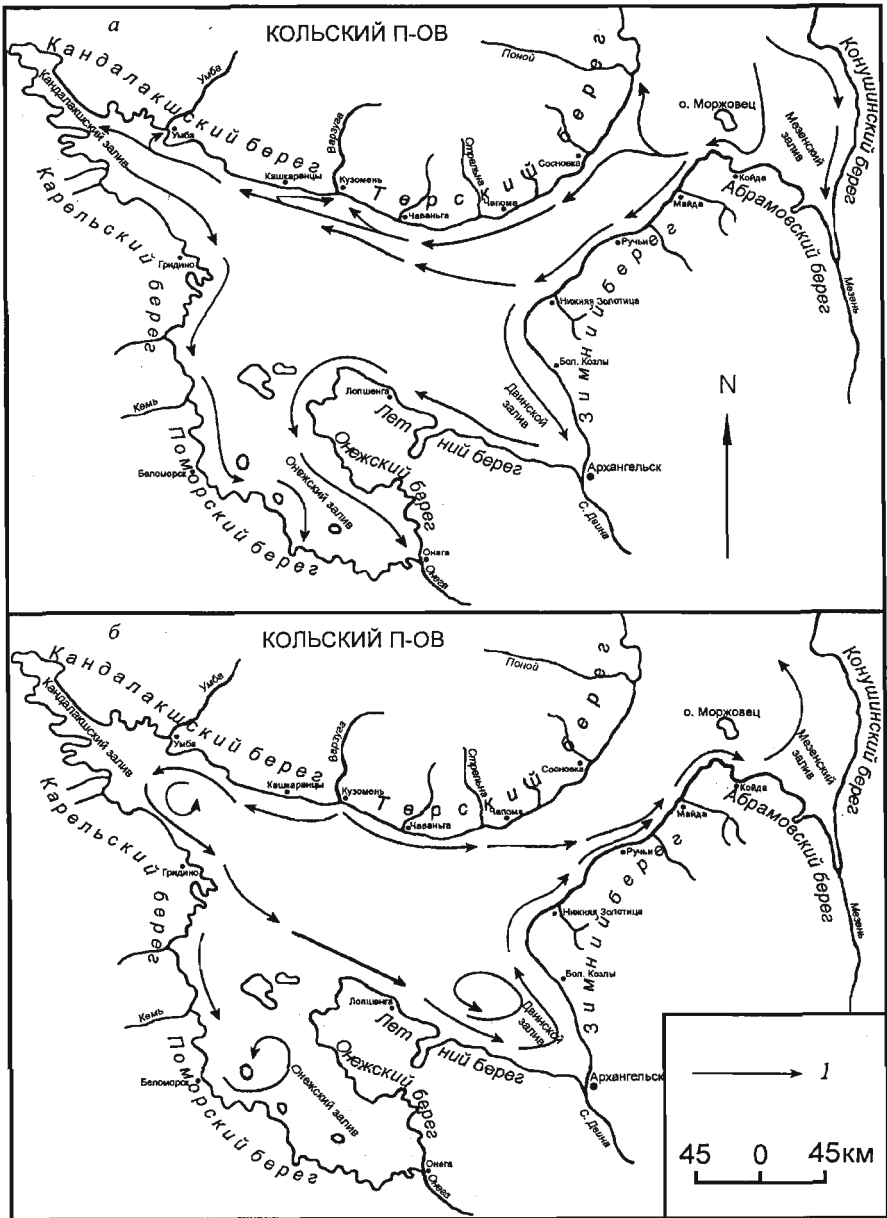 а
КОЛЬСКИЙ П-ОВ
Поной
Кандалакшский берег
Умба
Кандалакшский залив
Умба
Варзуга
Терский берег
Стрельна
Сосновка
Кашкаранцы
Кузомень
Чаваньга
Чапома
о. Моржовец
Мезенский залив
Конушинский берег
Койда
Майда
Абрамовский берег
Мезень
Ручьи
Карельский берег
Гридино
Нижняя Золотица
Зимний берег
Бол. Козлы
Двинской залив
N
Лопшеньга
Летний берег
Кемь
Поморский берег
Беломорск
Онежский залив
Онежский берег
Архангельск
С. Двина
Онега
Онега
б
КОЛЬСКИЙ П-ОВ
Поной
Кандалакшский берег
Умба
Кандалакшский залив
Умба
Варзуга
Терский берег
Стрельна
Сосновка
Кашкаранцы
Кузомень
Чаваньга
Чапома
о. Моржовец
Мезенский залив
Конушинский берег
Койда
Майда
Абрамовский берег
Мезень
Ручьи
Карельский берег
Гридино
Нижняя Золотица
Зимний берег
Бол. Козлы
Двинской залив
Лопшеньга
Летний берег
Кемь
Поморский берег
Беломорск
Онежский залив
Онежский берег
Архангельск
С. Двина
Онега
Онега
1
45 0 45км